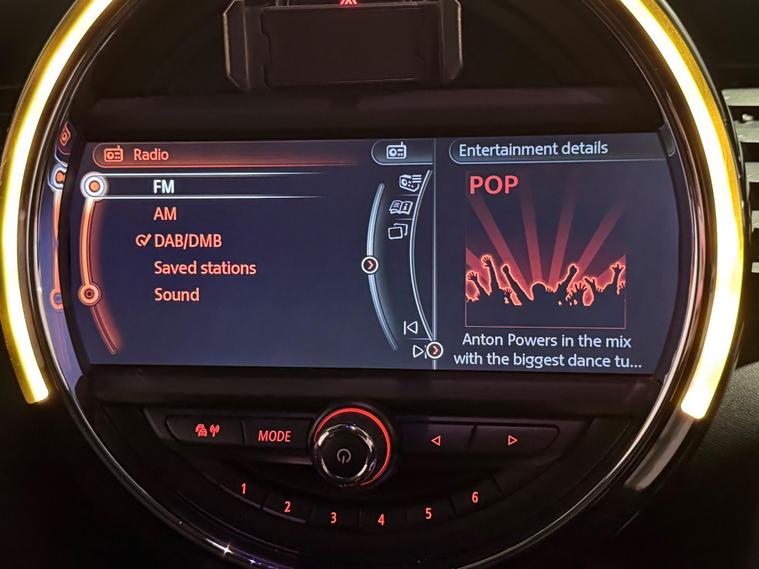 Radio
FM
AM
DAB/DMB
Saved stations
Sound
Entertainment details
POP
Anton Powers in the mix
with the biggest dance tu...
MODE
1
2
3
4
5
6